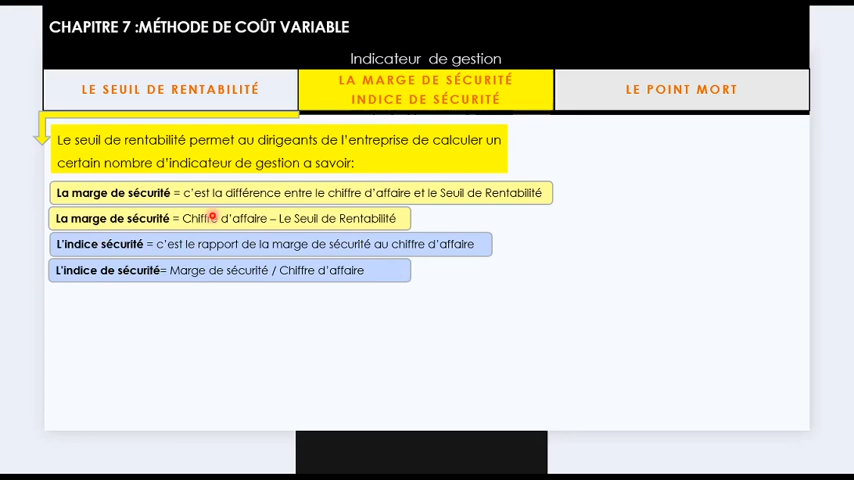 CHAPITRE 7 :MÉTHODE DE COÛT VARIABLE
Indicateur de gestion
LE SEUIL DE RENTABILITÉ
LA MARGE DE SÉCURITÉ
INDICE DE SÉCURITÉ
LE POINT MORT
Le seuil de rentabilité permet au dirigeants de l'entreprise de calculer un
certain nombre d'indicateur de gestion a savoir:
La marge de sécurité = c'est la différence entre le chiffre d'affaire et le Seuil de Rentabilité
La marge de sécurité = Chiffre d'affaire – Le Seuil de Rentabilité
L'indice sécurité = c'est le rapport de la marge de sécurité au chiffre d'affaire
L'indice de sécurité= Marge de sécurité / Chiffre d'affaire